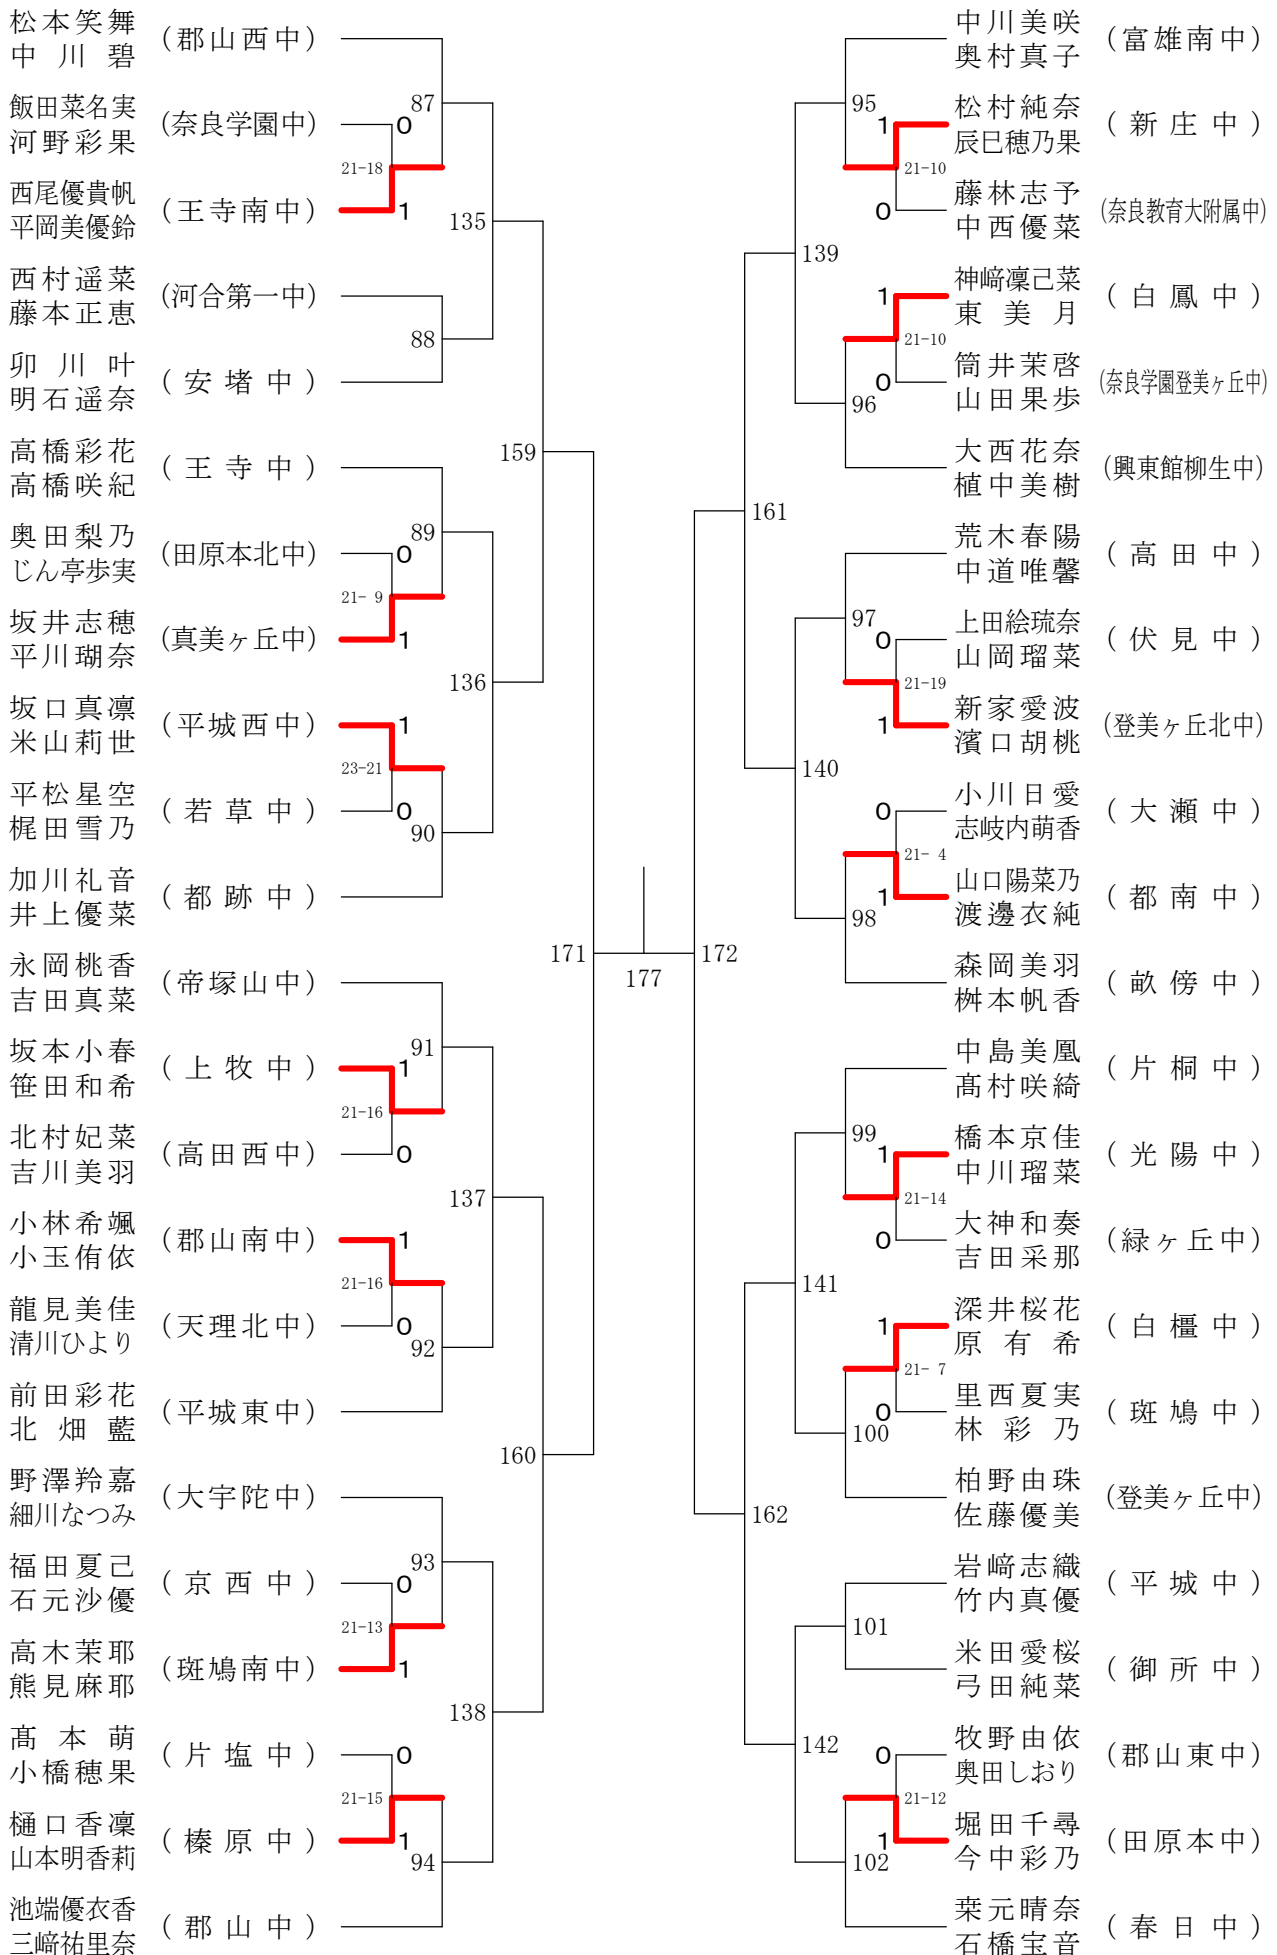 松本笑舞
中川碧
(郡山西中)
87
飯田菜名実
河野彩果
(奈良学園中)
0
21-18
西尾優貴帆
平岡美優鈴
(王寺南中)
1
135
西村遥菜
藤本正恵
(河合第一中)
88
卯川叶
明石遥奈
(安堵中)
159
高橋彩花
高橋咲紀
(王寺中)
89
奥田梨乃
じん亭歩実
(田原本北中)
0
21- 9
坂井志穂
平川瑚奈
(真美ヶ丘中)
1
136
坂口真凛
米山莉世
(平城西中)
1
23-21
平松星空
梶田雪乃
(若草中)
0
90
加川礼音
井上優菜
(都跡中)
171
177
172
永岡桃香
吉田真菜
(帝塚山中)
91
坂本小春
笹田和希
(上牧中)
1
21-16
北村妃菜
吉川美羽
(高田西中)
0
137
小林希颯
小玉侑依
(郡山南中)
1
21-16
龍見美佳
清川ひより
(天理北中)
0
92
前田彩花
北畑藍
(平城東中)
160
野澤羚嘉
細川なつみ
(大宇陀中)
93
福田夏己
石元沙優
(京西中)
0
21-13
高木茉耶
熊見麻耶
(斑鳩南中)
1
138
髙本萌
小橋穂果
(片塩中)
0
21-15
樋口香凜
山本明香莉
(榛原中)
1
94
池端優衣香
三﨑祐里奈
(郡山中)
中川美咲
奥村真子
(富雄南中)
95
松村純奈
辰巳穂乃果
(新庄中)
1
21-10
藤林志予
中西優菜
(奈良教育大附属中)
0
139
神﨑凜己菜
東美月
(白鳳中)
1
21-10
筒井茉啓
山田果歩
(奈良学園登美ヶ丘中)
0
96
大西花奈
植中美樹
(興東館柳生中)
161
荒木春陽
中道唯馨
(高田中)
97
上田絵琉奈
山岡瑠菜
(伏見中)
0
21-19
新家愛波
濱口胡桃
(登美ヶ丘北中)
1
140
小川日愛
志岐内萌香
(大瀬中)
0
21- 4
山口陽菜乃
渡邊衣純
(都南中)
1
98
森岡美羽
桝本帆香
(畝傍中)
中島美凰
髙村咲綺
(片桐中)
99
橋本京佳
中川瑠菜
(光陽中)
1
21-14
大神和奏
吉田采那
(緑ヶ丘中)
0
141
深井桜花
原有希
(白橿中)
1
21- 7
里西夏実
林彩乃
(斑鳩中)
0
100
柏野由珠
佐藤優美
(登美ヶ丘中)
162
岩﨑志織
竹内真優
(平城中)
101
米田愛桜
弓田純菜
(御所中)
142
牧野由依
奥田しおり
(郡山東中)
0
21-12
堀田千尋
今中彩乃
(田原本中)
1
102
桒元晴奈
石橋宝音
(春日中)